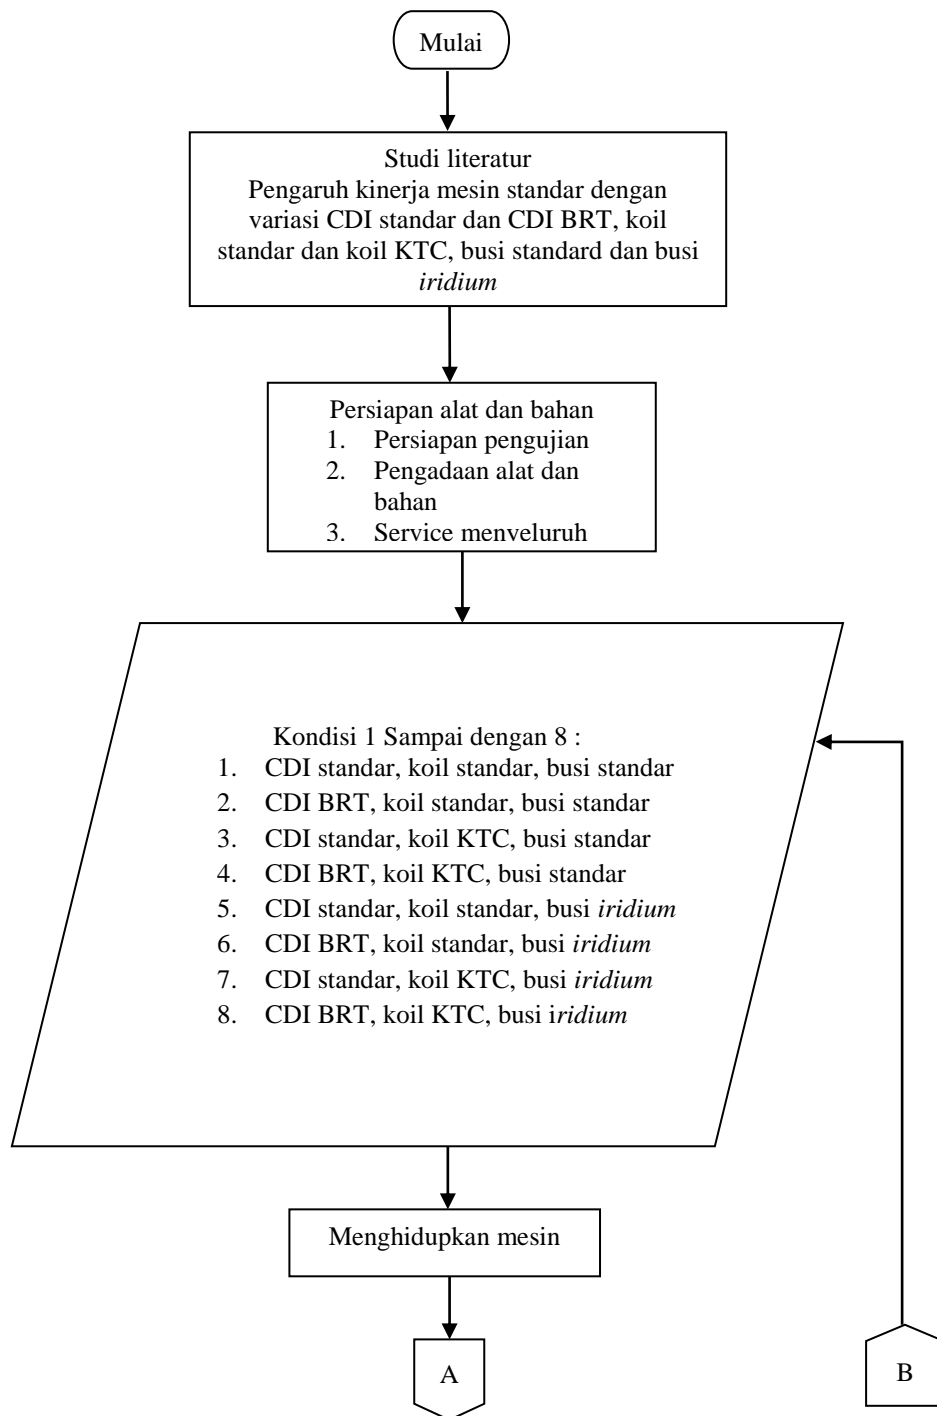 Mulai
Studi literatur
Pengaruh kinerja mesin standar dengan
variasi CDI standar dan CDI BRT, koil
standar dan koil KTC, busi standard dan busi
iridium
Persiapan alat dan bahan
1. Persiapan pengujian
2. Pengadaan alat dan
bahan
3. Service menyeluruh
Kondisi 1 Sampai dengan 8 :
1. CDI standar, koil standar, busi standar
2. CDI BRT, koil standar, busi standar
3. CDI standar, koil KTC, busi standar
4. CDI BRT, koil KTC, busi standar
5. CDI standar, koil standar, busi iridium
6. CDI BRT, koil standar, busi iridium
7. CDI standar, koil KTC, busi iridium
8. CDI BRT, koil KTC, busi iridium
Menghidupkan mesin
A
B